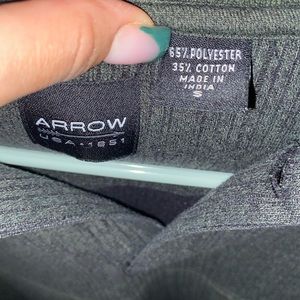 ARROW
USA • 1851
65% POLYESTER
35% COTTON
MADE IN
INDIA
S